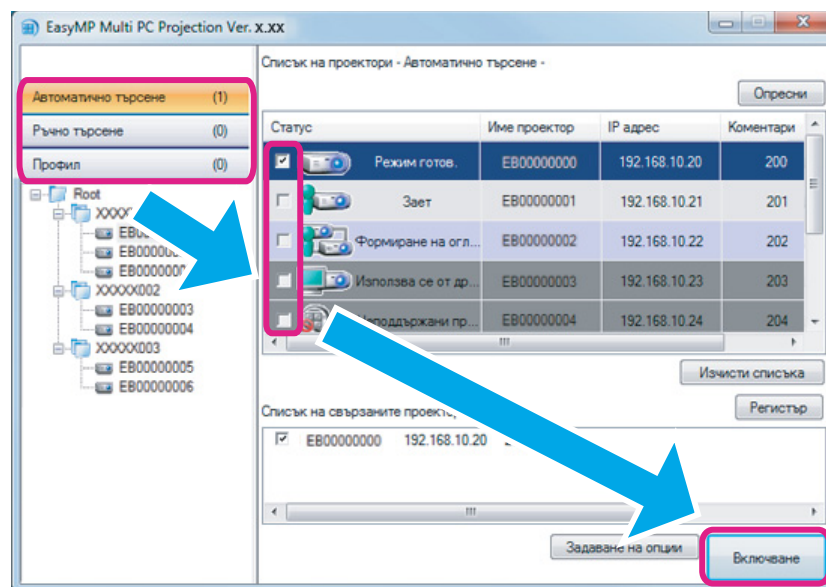 EasyMP Multi PC Projection Ver. x.xx
Списък на проектори - Автоматично търсене -
Автоматично търсене (1)
Ръчно търсене (0)
Профил (0)
Опресни
Статус Име проектор IP адрес Коментари
Режим готов. EB00000000 192.168.10.20 200
Зает EB00000001 192.168.10.21 201
Формиране на огл... EB00000002 192.168.10.22 202
Използва се от др... EB00000003 192.168.10.23 203
пр... EB00000004 192.168.10.24 204
Root
XXXXX002
EB00000003
EB00000004
XXXXX003
EB00000005
EB00000006
Изчисти списъка
Регистър
Списък на свързаните
EB00000000 192.168.10.20
Задаване на опции
Включване